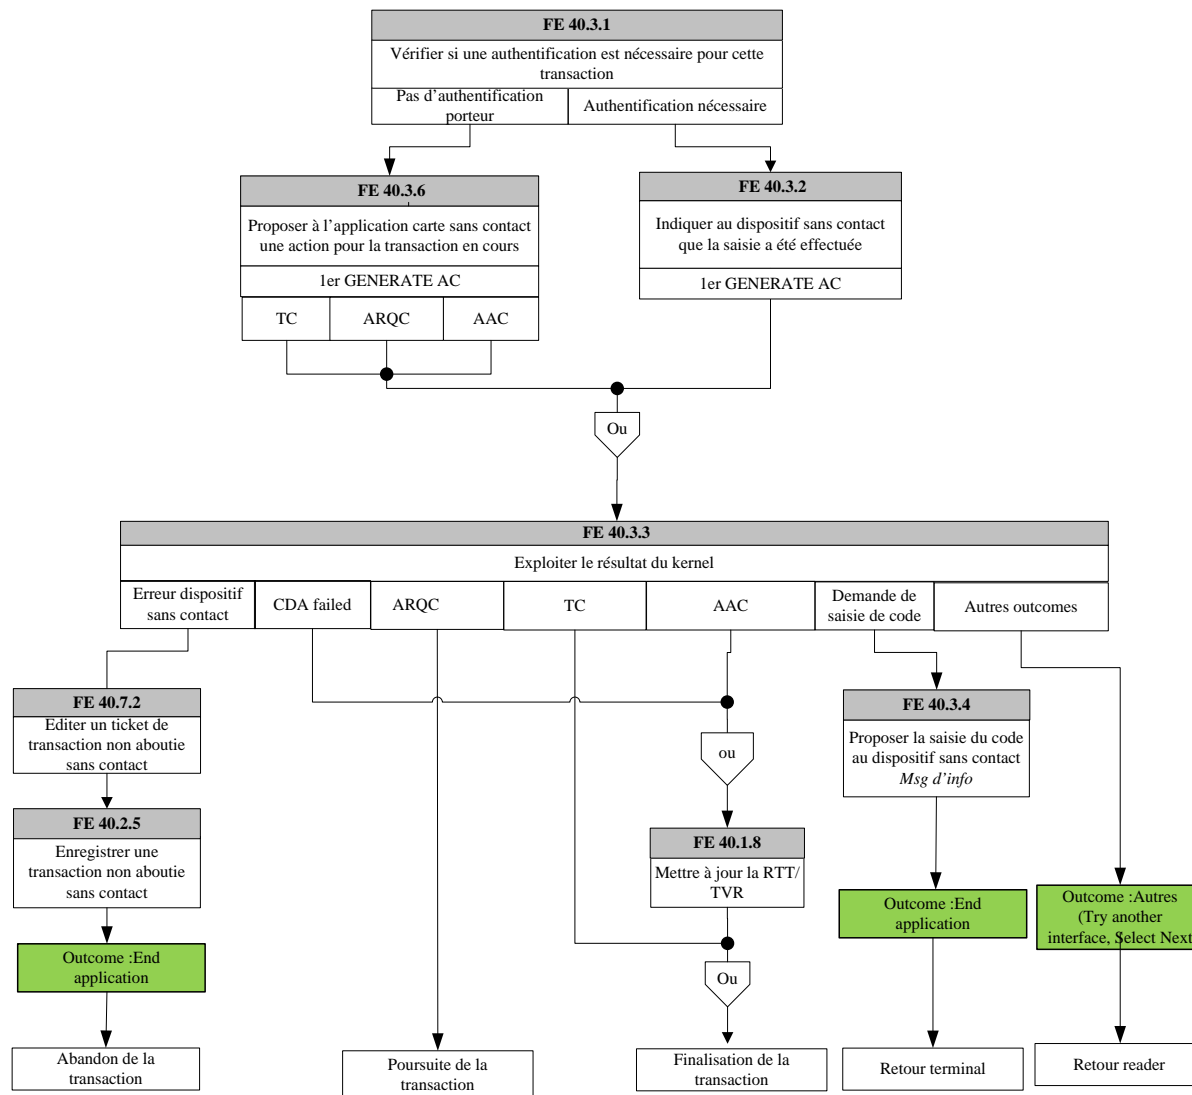 FE 40.3.1
Vérifier si une authentification est nécessaire pour cette
transaction
Pas d'authentification
porteur
Authentification nécessaire
FE 40.3.6
Proposer à l'application carte sans contact
une action pour la transaction en cours
1er GENERATE AC
TC
ARQC
AAC
FE 40.3.2
Indiquer au dispositif sans contact
que la saisie a été effectuée
1er GENERATE AC
Ou
FE 40.3.3
Exploiter le résultat du kernel
Erreur dispositif
sans contact
CDA failed
ARQC
TC
AAC
Demande de
saisie de code
Autres outcomes
FE 40.7.2
Editer un ticket de
transaction non aboutie
sans contact
FE 40.2.5
Enregistrer une
transaction non aboutie
sans contact
Outcome :End
application
Abandon de la
transaction
Poursuite de la
transaction
ou
FE 40.1.8
Mettre à jour la RTT/
TVR
Ou
Finalisation de la
transaction
FE 40.3.4
Proposer la saisie du code
au dispositif sans contact
Msg d'info
Outcome :End
application
Retour terminal
Outcome :Autres
(Try another
interface, Select Next
Retour reader